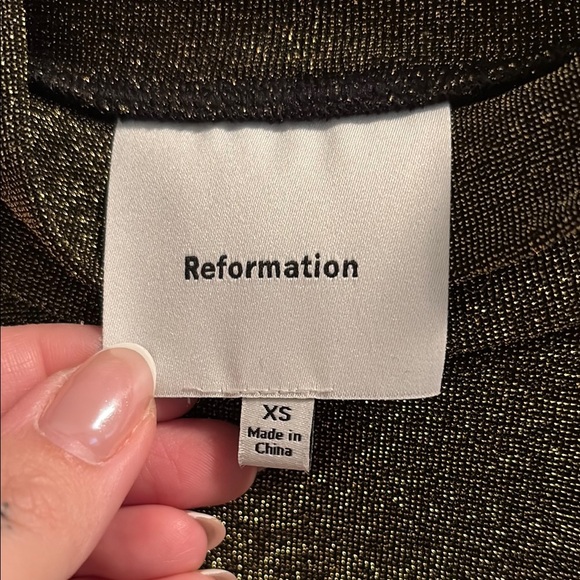 Reformation
XS
Made in
China